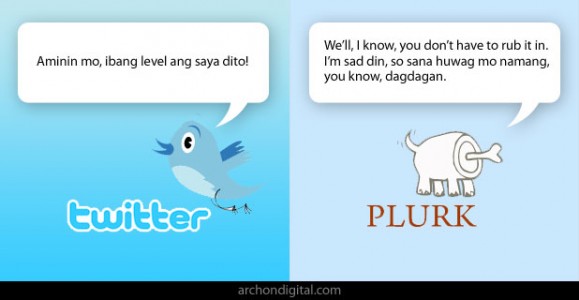 Aminin mo, ibang level ang saya dito!
twitter
We'll, I know, you don't have to rub it in.
I'm sad din, so sana huwag mo namang,
you know, dagdagan.
PLURK
archondigital.com